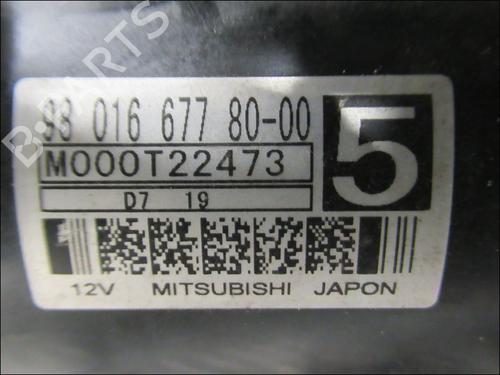 98 016 677 80-00
5
M000T22473
D7 19
12V MITSUBISHI JAPON